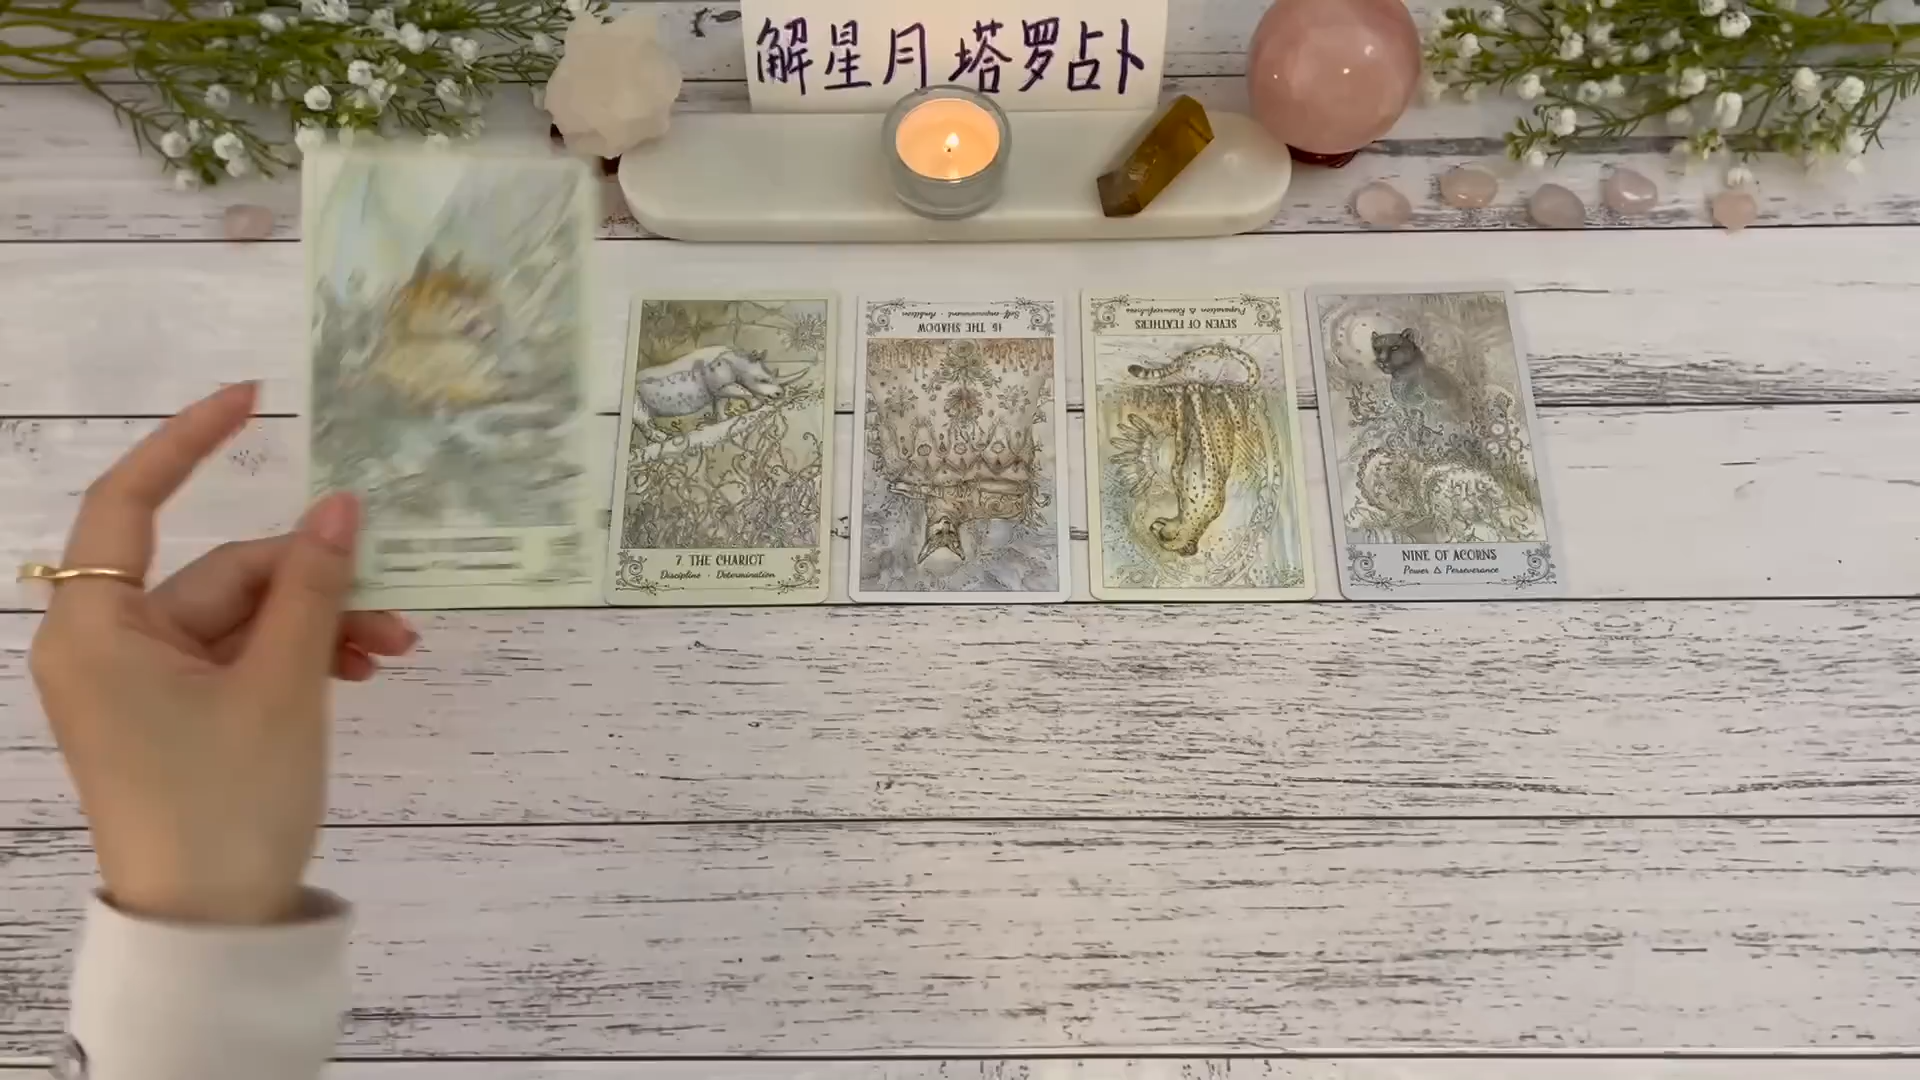 解星月塔罗占卜
7. THE CHARIOT
Discipline · Determination
15 THE SHADOW
Self-empowerment · Ambition
SEVEN OF FEATHERS
Preparation & Resourcefulness
NINE OF ACORNS
Power & Perseverance